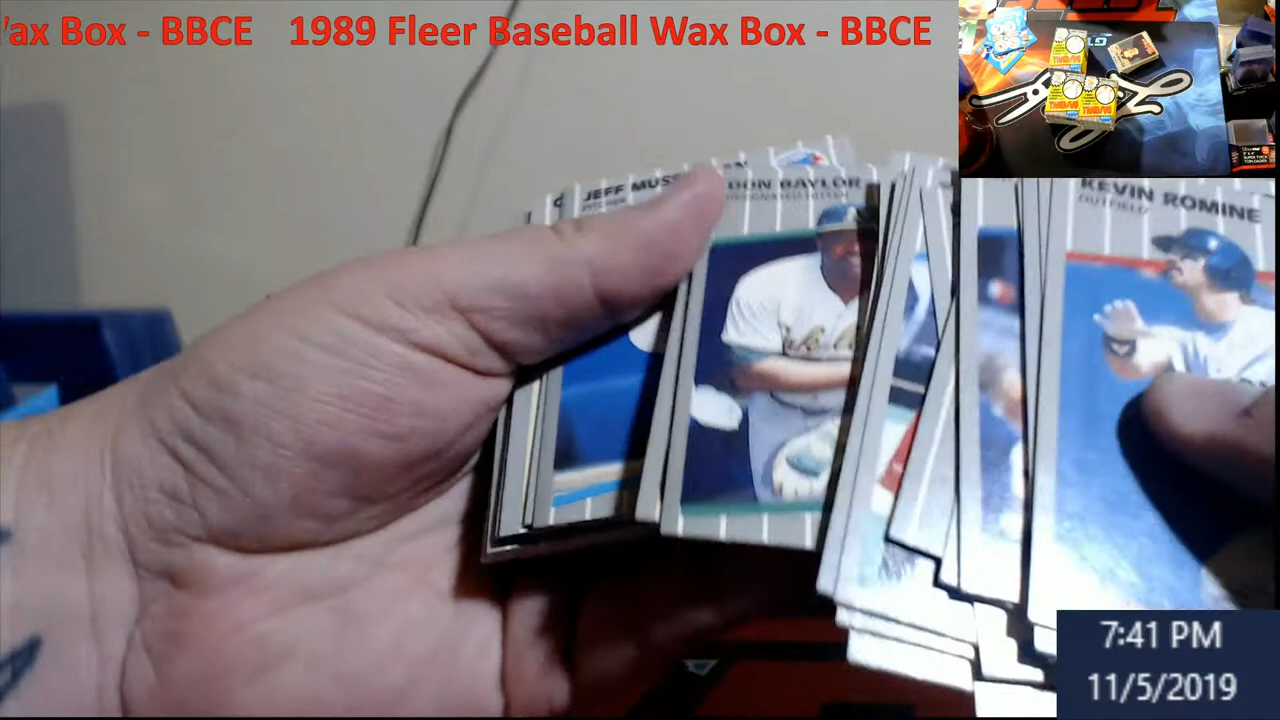 ax Box - BBCE 1989 Fleer Baseball Wax Box - BBCE
JEFF MUSS
PITCHER
DON BAYLOR
DESIGNATED HITTER
KEVIN ROMINE
OUTFIELD
7:41 PM
11/5/2019